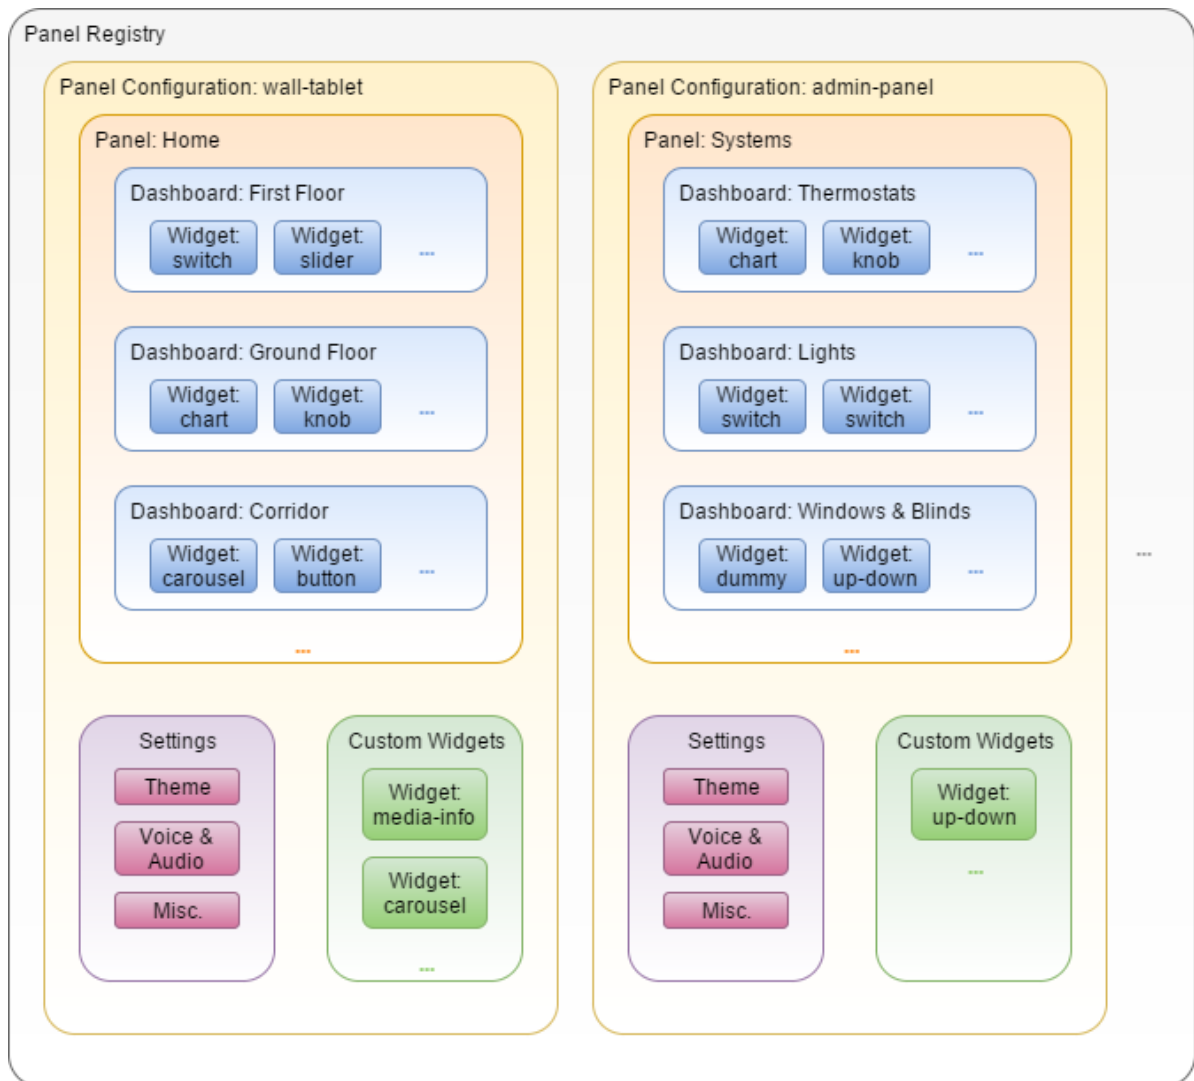 Panel Registry
Panel Configuration: wall-tablet
Panel: Home
Dashboard: First Floor
Widget:
switch
Widget:
slider
...
Dashboard: Ground Floor
Widget:
chart
Widget:
knob
...
Dashboard: Corridor
Widget:
carousel
Widget:
button
...
...
Settings
Theme
Voice &
Audio
Misc.
Custom Widgets
Widget:
media-info
Widget:
carousel
...
Panel Configuration: admin-panel
Panel: Systems
Dashboard: Thermostats
Widget:
chart
Widget:
knob
...
Dashboard: Lights
Widget:
switch
Widget:
switch
...
Dashboard: Windows & Blinds
Widget:
dummy
Widget:
up-down
...
...
Settings
Theme
Voice &
Audio
Misc.
Custom Widgets
Widget:
up-down
...
...